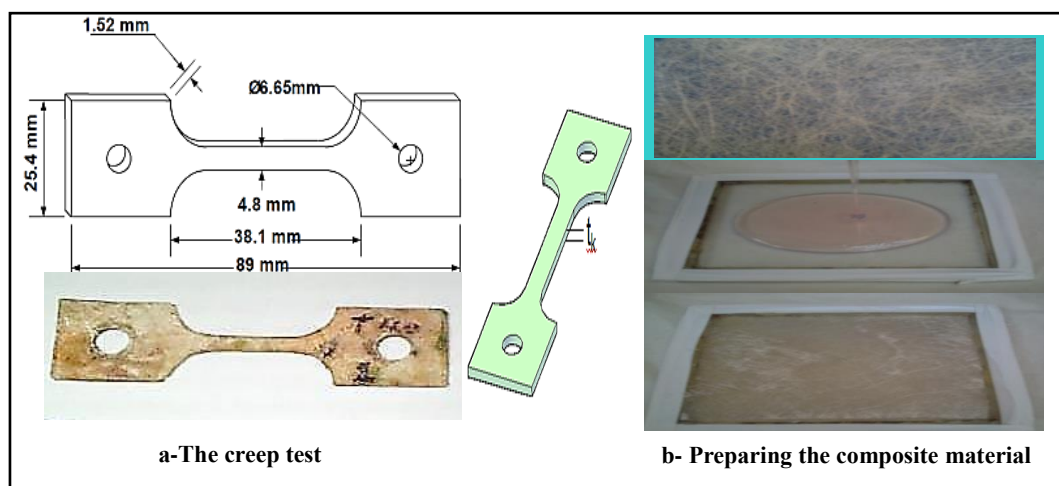 1.52 mm
Ø6.65mm
25.4 mm
4.8 mm
38.1 mm
89 mm
a-The creep test
b- Preparing the composite material